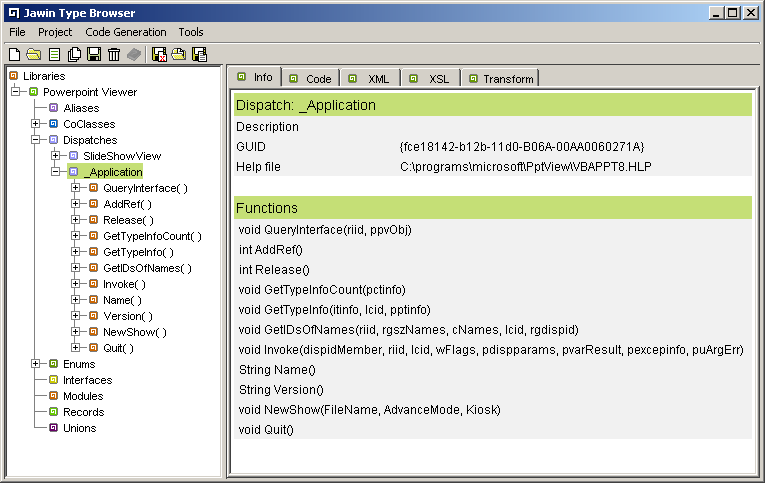 Jawin Type Browser
File Project Code Generation Tools
Libraries
Powerpoint Viewer
Aliases
CoClasses
Dispatches
SlideShowView
_Application
QueryInterface( )
AddRef( )
Release( )
GetTypeInfoCount( )
GetTypeInfo( )
GetIDsOfNames( )
Invoke( )
Name( )
Version( )
NewShow( )
Quit( )
Enums
Interfaces
Modules
Records
Unions
Info Code XML XSL Transform
Dispatch: _Application
Description
GUID {fce18142-b12b-11d0-B06A-00AA0060271A}
Help file C:\programs\microsoft\PptView\VBAPPT8.HLP
Functions
void QueryInterface(riid, ppvObj)
int AddRef()
int Release()
void GetTypeInfoCount(pctinfo)
void GetTypeInfo(itinfo, lcid, pptinfo)
void GetIDsOfNames(riid, rgszNames, cNames, lcid, rgdispid)
void Invoke(dispidMember, riid, lcid, wFlags, pdispparams, pvarResult, pexcepinfo, puArgErr)
String Name()
String Version()
void NewShow(FileName, AdvanceMode, Kiosk)
void Quit()